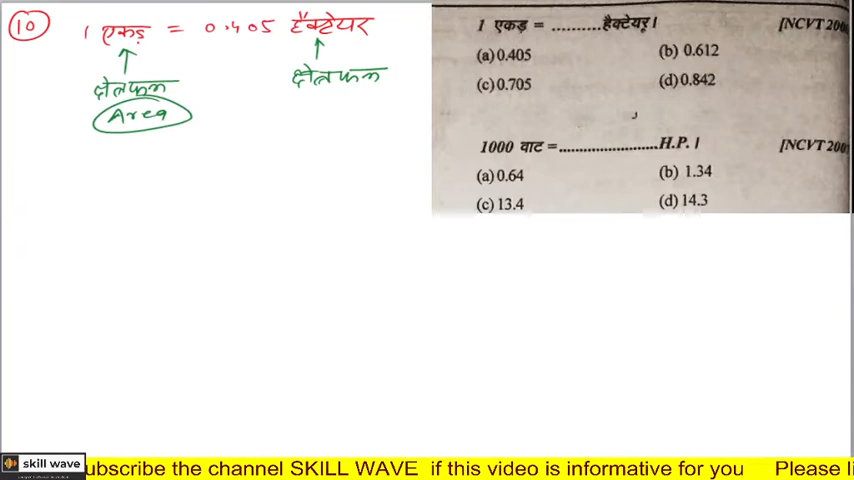 10 1 एकड़ = 0.405 हैक्टेयर
क्षेत्रफल
क्षेत्रफल
Area
1 एकड़ = ..........हैक्टेयर। [NCVT 200
(a) 0.405 (b) 0.612
(c) 0.705 (d) 0.842
1000 वाट = .......................H.P.। [NCVT 200
(a) 0.64 (b) 1.34
(c) 13.4 (d) 14.3
skill wave
ubscribe the channel SKILL WAVE if this video is informative for you Please li